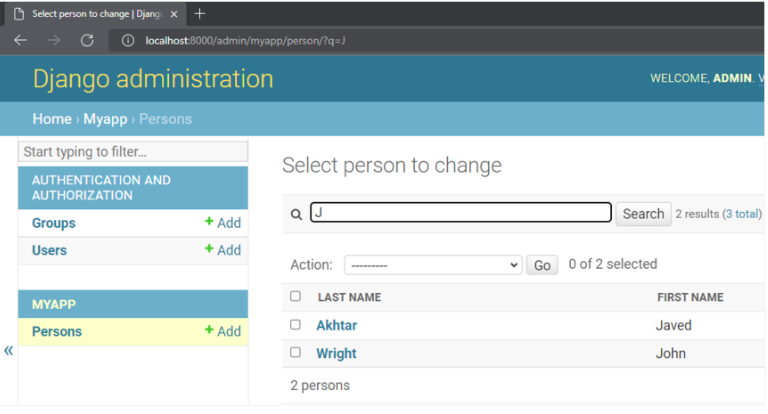 Select person to change | Djang
localhost:8000/admin/myapp/person/?q=J
Django administration
WELCOME, ADMIN. V
Home › Myapp › Persons
Start typing to filter...
AUTHENTICATION AND
AUTHORIZATION
Groups + Add
Users + Add
MYAPP
Persons + Add
«
Select person to change
J Search 2 results (3 total)
Action: --------- Go 0 of 2 selected
LAST NAME FIRST NAME
Akhtar Javed
Wright John
2 persons